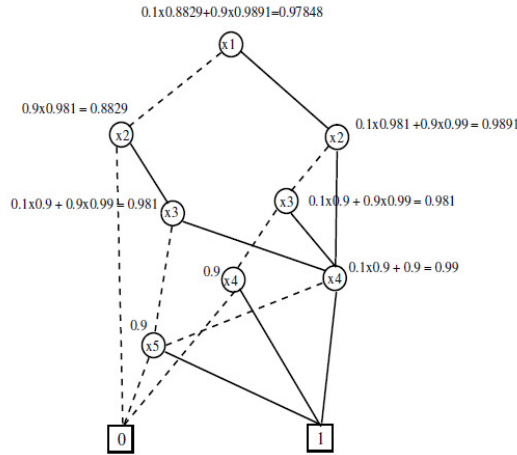 0.1x0.8829+0.9x0.9891=0.97848
x1
0.9x0.981 = 0.8829
x2
x2
0.1x0.981 +0.9x0.99 = 0.9891
0.1x0.9 + 0.9x0.99 = 0.981
x3
x3
0.1x0.9 + 0.9x0.99 = 0.981
0.9
x4
x4
0.1x0.9 + 0.9 = 0.99
0.9
x5
0
1